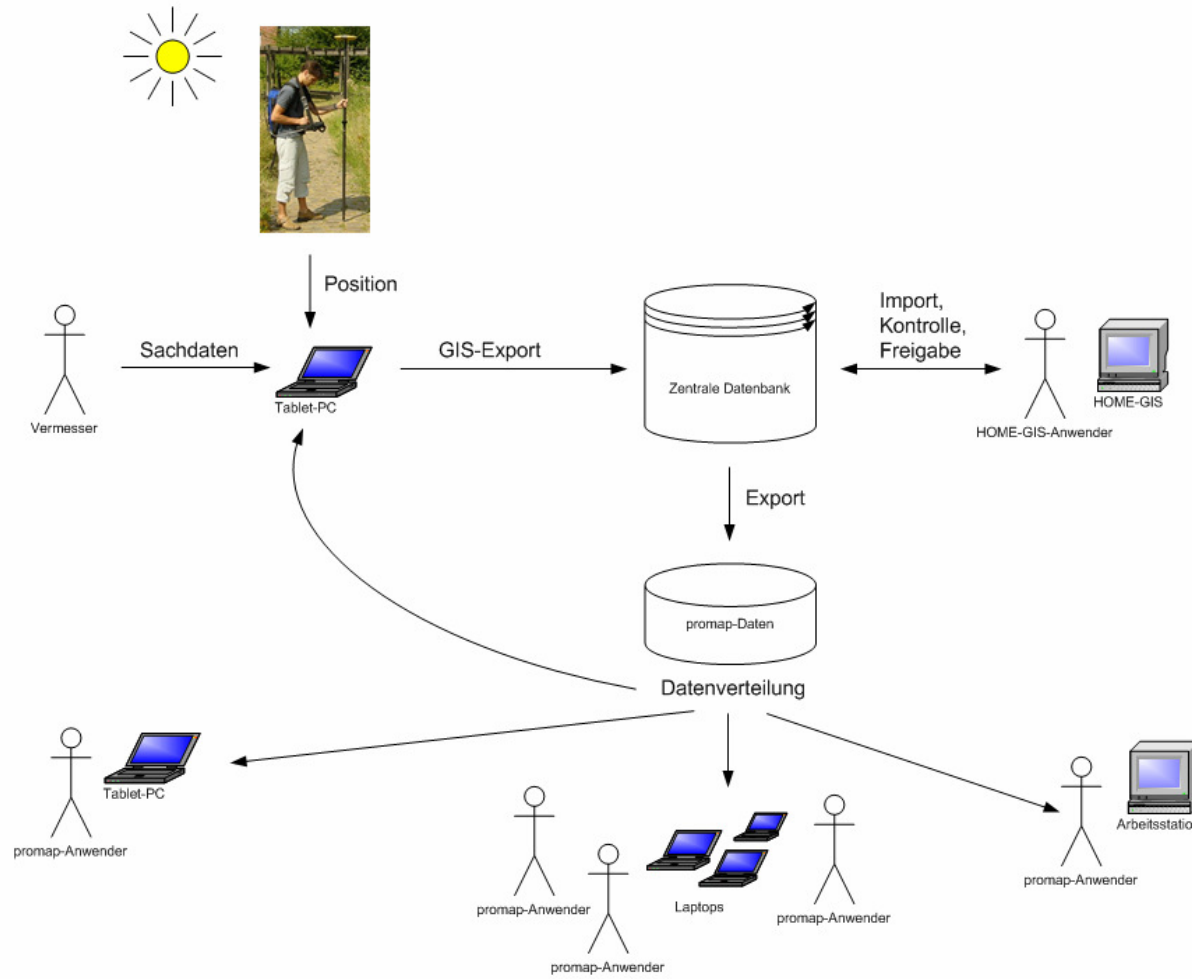 Position
Sachdaten
GIS-Export
Import,
Kontrolle,
Freigabe
Vermesser
Tablet-PC
Zentrale Datenbank
HOME-GIS
HOME-GIS-Anwender
Export
promap-Daten
Datenverteilung
Tablet-PC
promap-Anwender
promap-Anwender
promap-Anwender
Laptops
promap-Anwender
Arbeitsstation
promap-Anwender